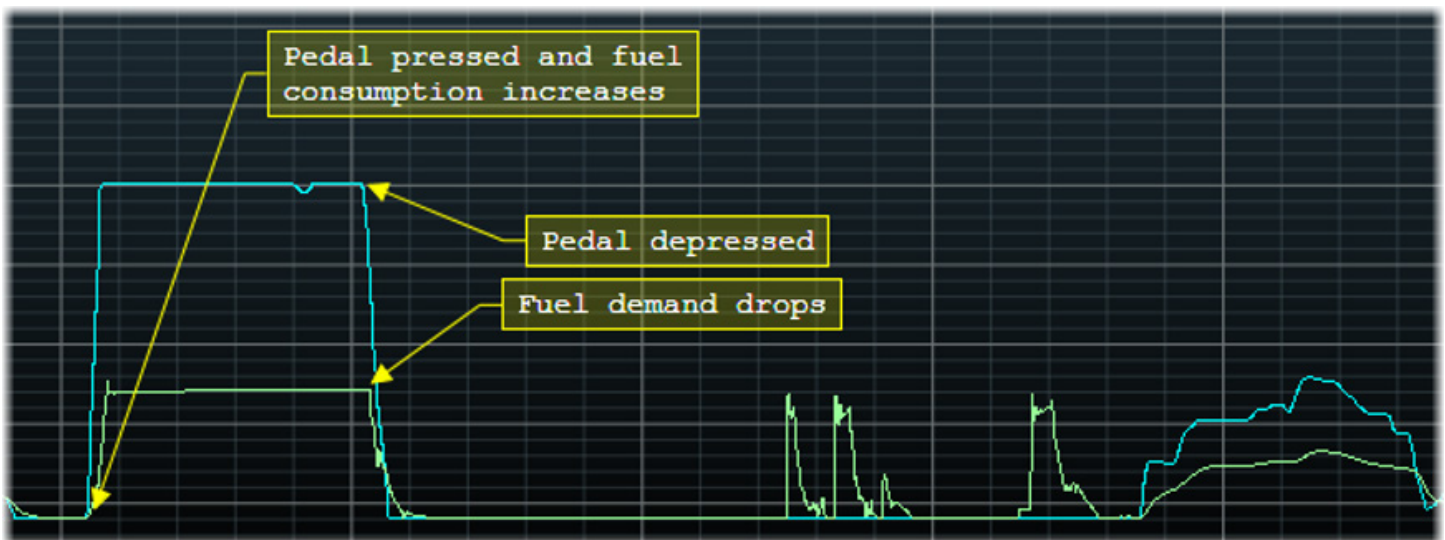 Pedal pressed and fuel
consumption increases
Pedal depressed
Fuel demand drops